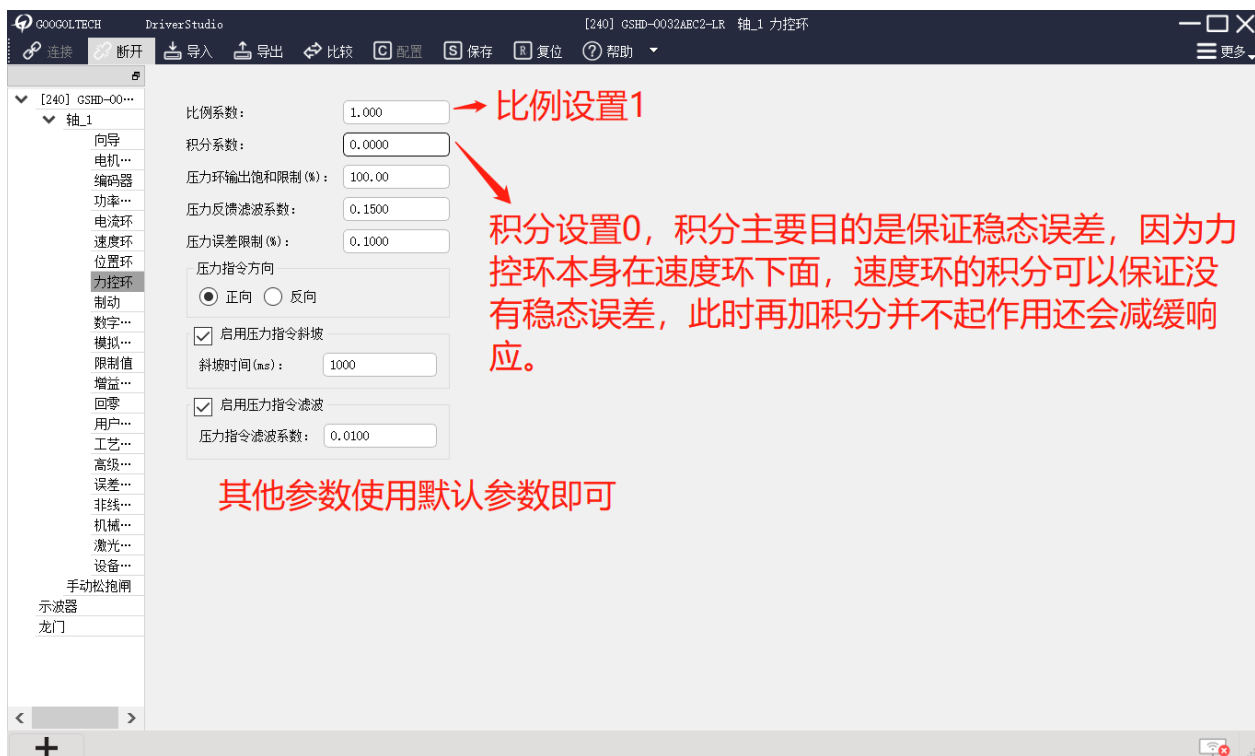 GOOGOLTECH DriverStudio [240] GSHD-0032AEC2-LR 轴_1 力控环
连接 断开 导入 导出 比较 C 配置 S 保存 R 复位 ? 帮助 更多
[240] GSHD-00…
轴_1
向导
电机…
编码器
功率…
电流环
速度环
位置环
力控环
制动
数字…
模拟…
限制值
增益…
回零
用户…
工艺…
高级…
误差…
非线…
机械…
激光…
设备…
手动松抱闸
示波器
龙门
比例系数: 1.000
比例设置1
积分系数: 0.0000
压力环输出饱和限制(%): 100.00
压力反馈滤波系数: 0.1500
压力误差限制(%): 0.1000
压力指令方向
正向 反向
启用压力指令斜坡
斜坡时间(ms): 1000
启用压力指令滤波
压力指令滤波系数: 0.0100
积分设置0，积分主要目的是保证稳态误差，因为力
控环本身在速度环下面，速度环的积分可以保证没
有稳态误差，此时再加积分并不起作用还会减缓响
应。
其他参数使用默认参数即可